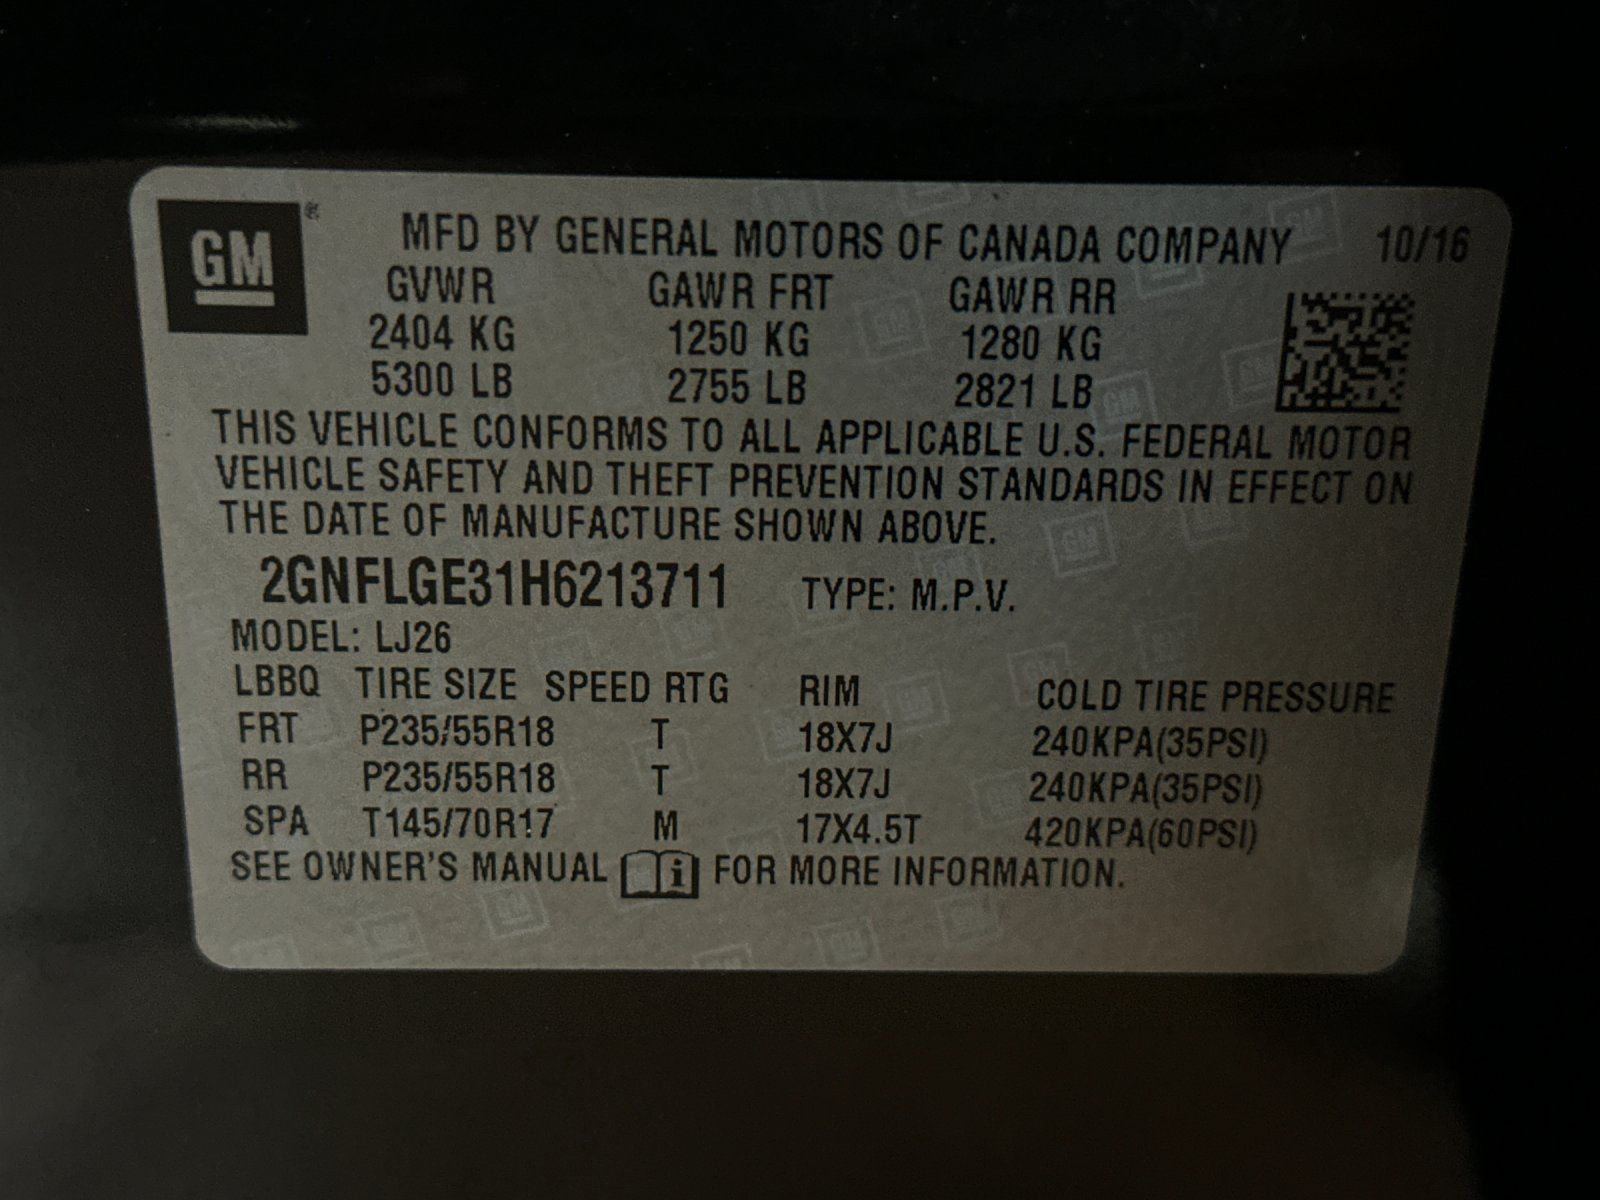 GM ® MFD BY GENERAL MOTORS OF CANADA COMPANY 10/16
GVWR GAWR FRT GAWR RR
2404 KG 1250 KG 1280 KG
5300 LB 2755 LB 2821 LB
THIS VEHICLE CONFORMS TO ALL APPLICABLE U.S. FEDERAL MOTOR
VEHICLE SAFETY AND THEFT PREVENTION STANDARDS IN EFFECT ON
THE DATE OF MANUFACTURE SHOWN ABOVE.
2GNFLGE31H6213711 TYPE: M.P.V.
MODEL: LJ26
LBBQ TIRE SIZE SPEED RTG RIM COLD TIRE PRESSURE
FRT P235/55R18 T 18X7J 240KPA(35PSI)
RR P235/55R18 T 18X7J 240KPA(35PSI)
SPA T145/70R17 M 17X4.5T 420KPA(60PSI)
SEE OWNER'S MANUAL i FOR MORE INFORMATION.